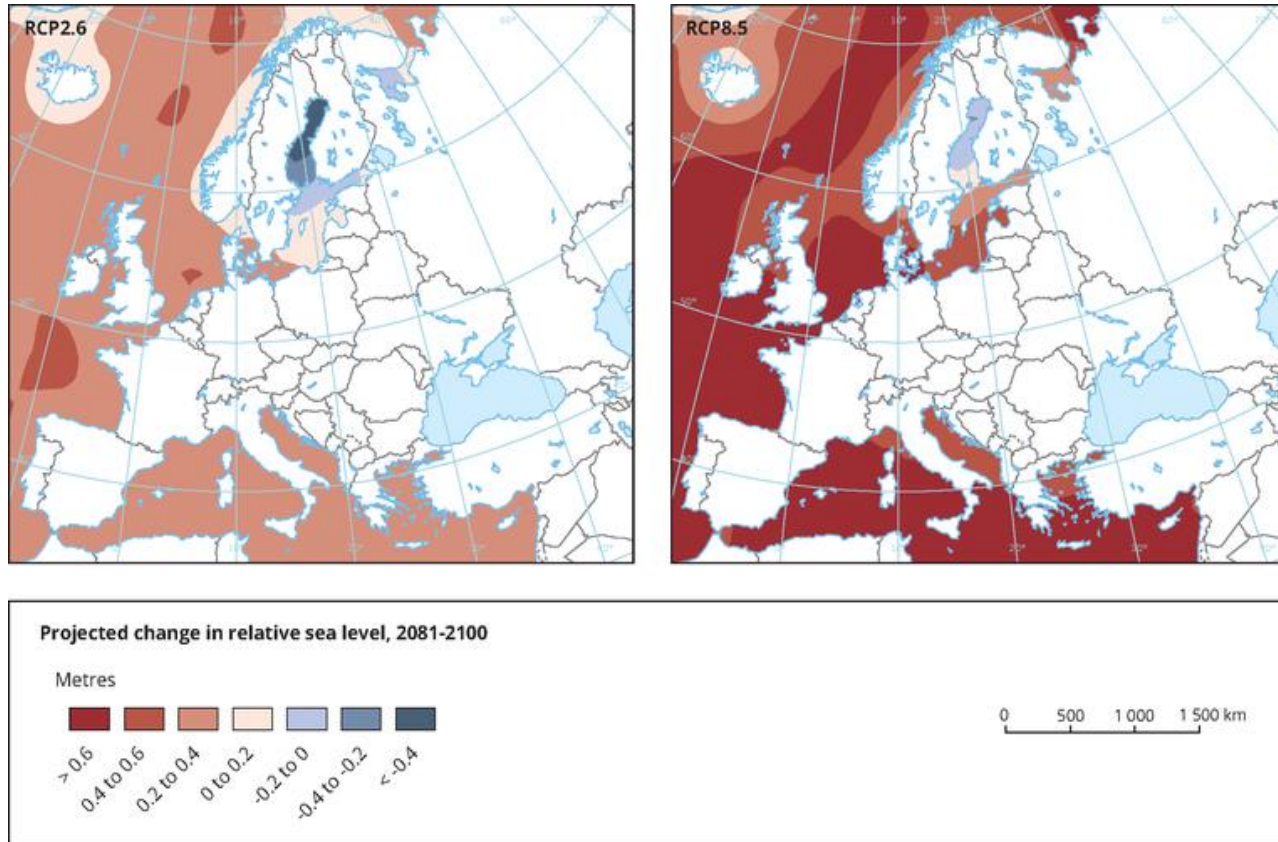 RCP2.6
RCP8.5
Projected change in relative sea level, 2081-2100
Metres
> 0.6
0.4 to 0.6
0.2 to 0.4
0 to 0.2
-0.2 to 0
-0.4 to -0.2
< -0.4
0 500 1 000 1 500 km